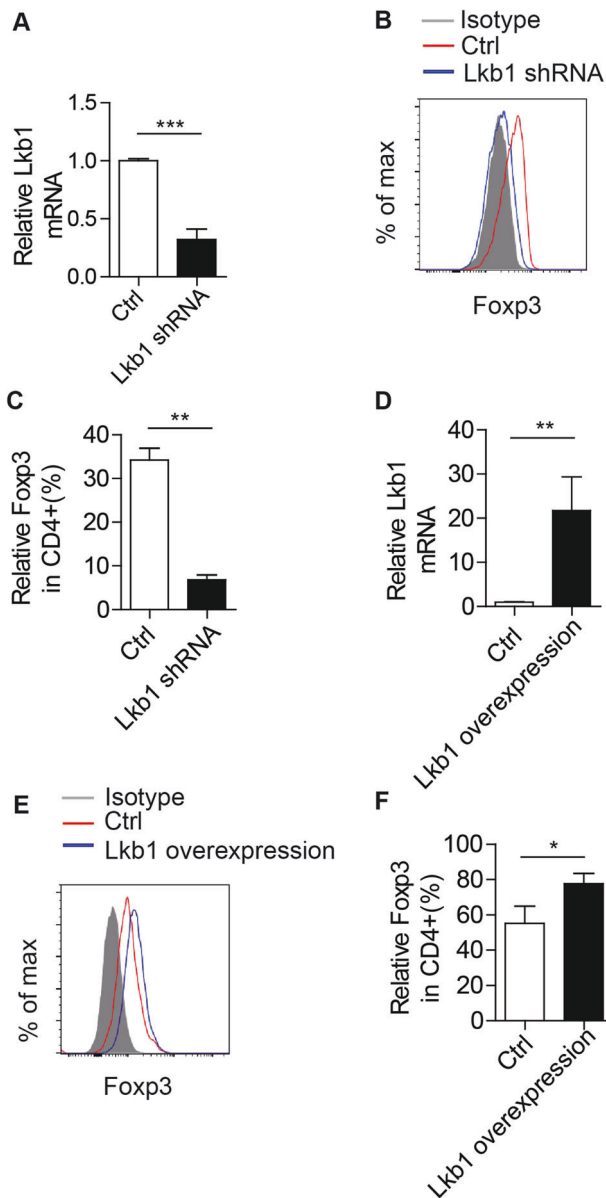 A
Relative Lkb1
mRNA
1.5
1.0
0.5
0.0
***
Ctrl
Lkb1 shRNA
B
Isotype
Ctrl
Lkb1 shRNA
% of max
Foxp3
C
Relative Foxp3
in CD4+(%)
40
30
20
10
0
**
Ctrl
Lkb1 shRNA
D
Relative Lkb1
mRNA
40
30
20
10
0
**
Ctrl
Lkb1 overexpression
E
Isotype
Ctrl
Lkb1 overexpression
% of max
Foxp3
F
Relative Foxp3
in CD4+(%)
100
80
60
40
20
0
*
Ctrl
Lkb1 overexpression